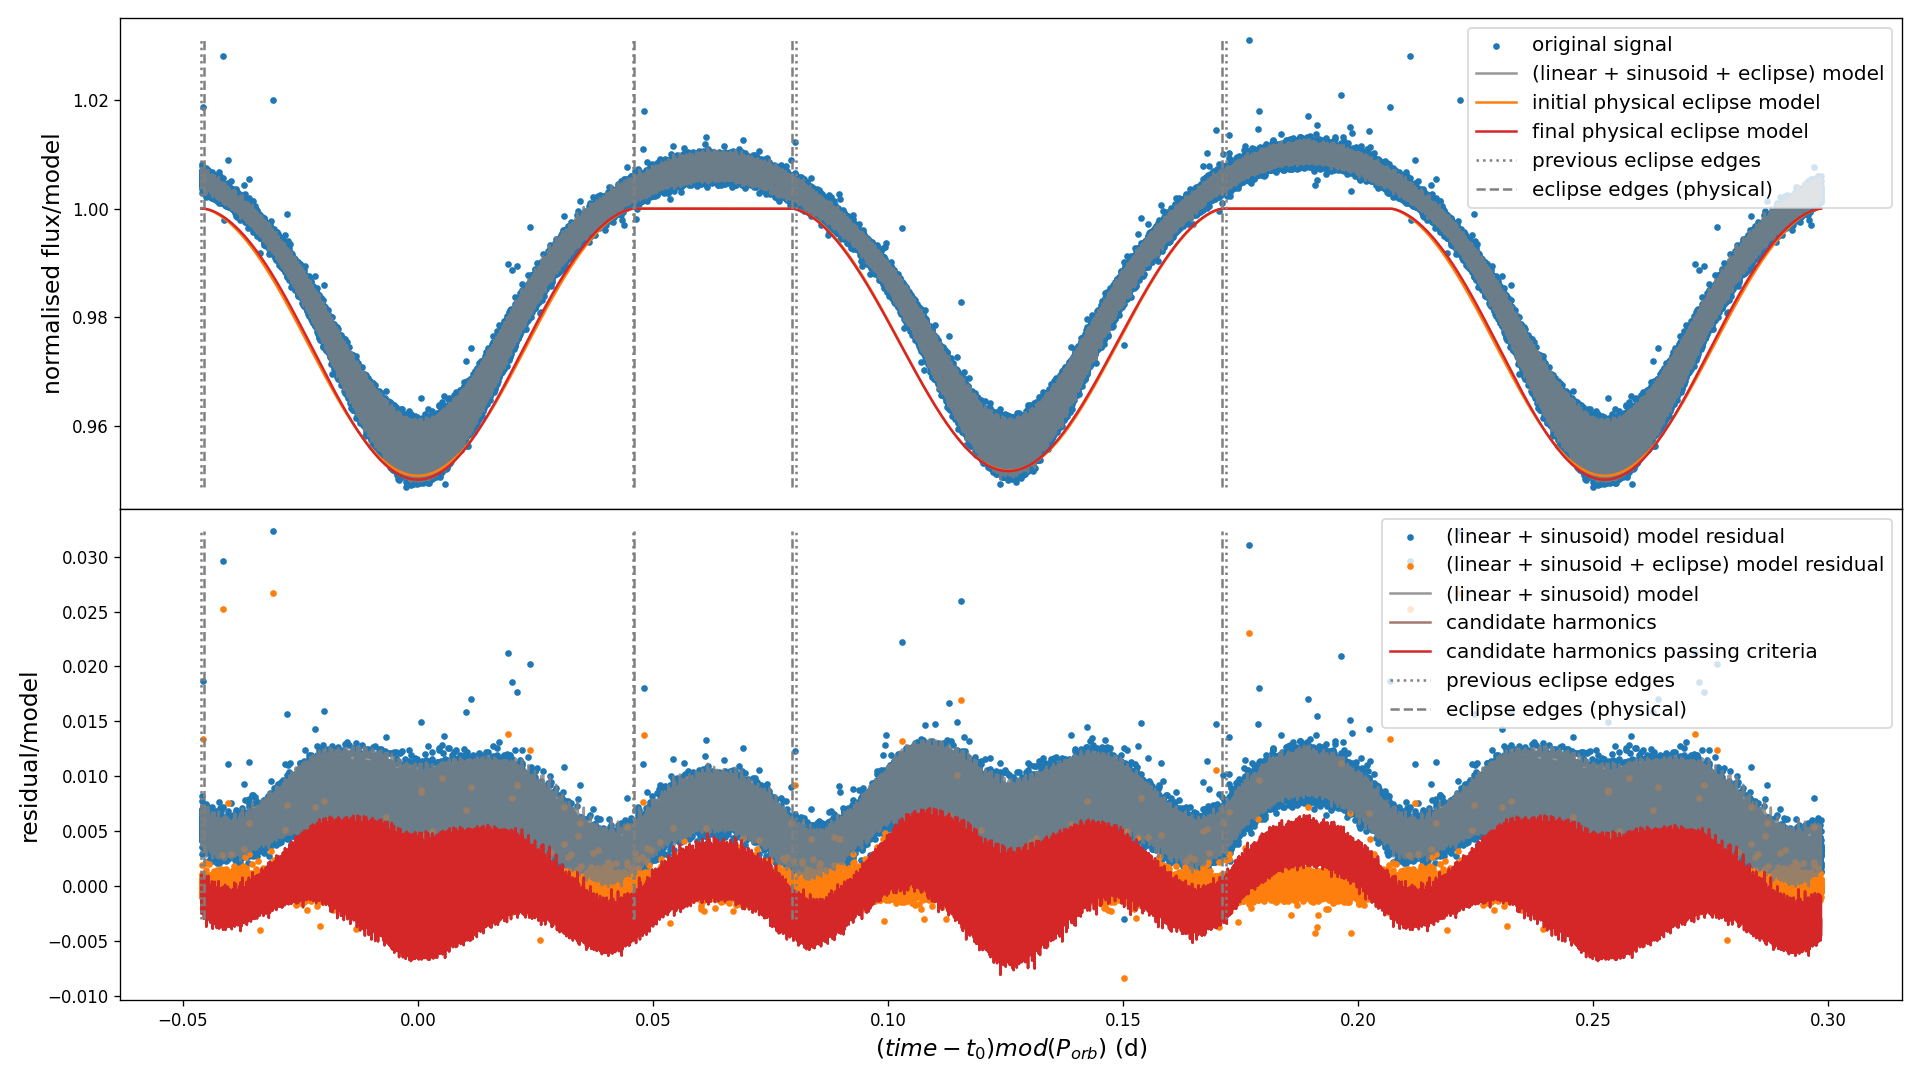 normalised flux/model
1.02
1.00
0.98
0.96
original signal
(linear + sinusoid + eclipse) model
initial physical eclipse model
final physical eclipse model
previous eclipse edges
eclipse edges (physical)
residual/model
0.030
0.025
0.020
0.015
0.010
0.005
0.000
−0.005
−0.010
(linear + sinusoid) model residual
(linear + sinusoid + eclipse) model residual
(linear + sinusoid) model
candidate harmonics
candidate harmonics passing criteria
previous eclipse edges
eclipse edges (physical)
−0.05 0.00 0.05 0.10 0.15 0.20 0.25 0.30
(time − t₀)mod(P_orb) (d)